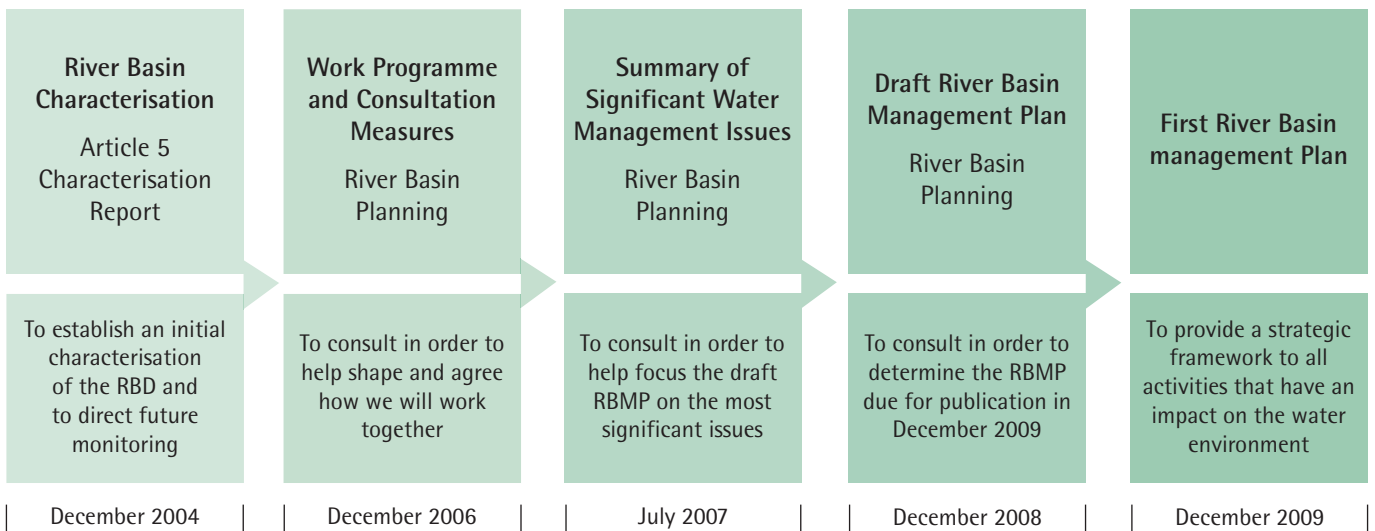 River Basin
Characterisation
Article 5
Characterisation
Report
To establish an initial
characterisation
of the RBD and
to direct future
monitoring
December 2004
Work Programme
and Consultation
Measures
River Basin
Planning
To consult in order to
help shape and agree
how we will work
together
December 2006
Summary of
Significant Water
Management Issues
River Basin
Planning
To consult in order to
help focus the draft
RBMP on the most
significant issues
July 2007
Draft River Basin
Management Plan
River Basin
Planning
To consult in order to
determine the RBMP
due for publication in
December 2009
December 2008
First River Basin
management Plan
To provide a strategic
framework to all
activities that have an
impact on the water
environment
December 2009